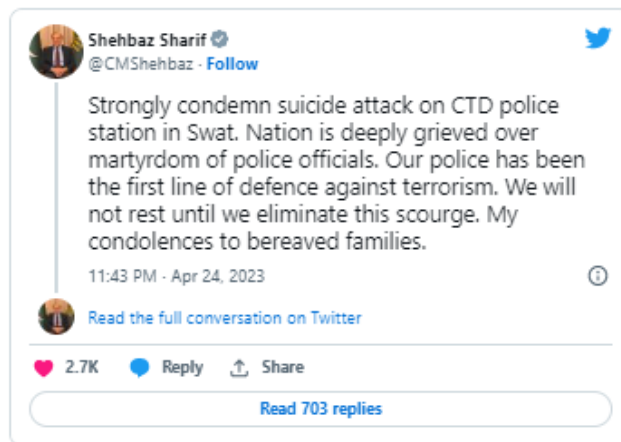 Shehbaz Sharif
@CMShehbaz · Follow
Strongly condemn suicide attack on CTD police
station in Swat. Nation is deeply grieved over
martyrdom of police officials. Our police has been
the first line of defence against terrorism. We will
not rest until we eliminate this scourge. My
condolences to bereaved families.
11:43 PM · Apr 24, 2023
Read the full conversation on Twitter
2.7K Reply Share
Read 703 replies